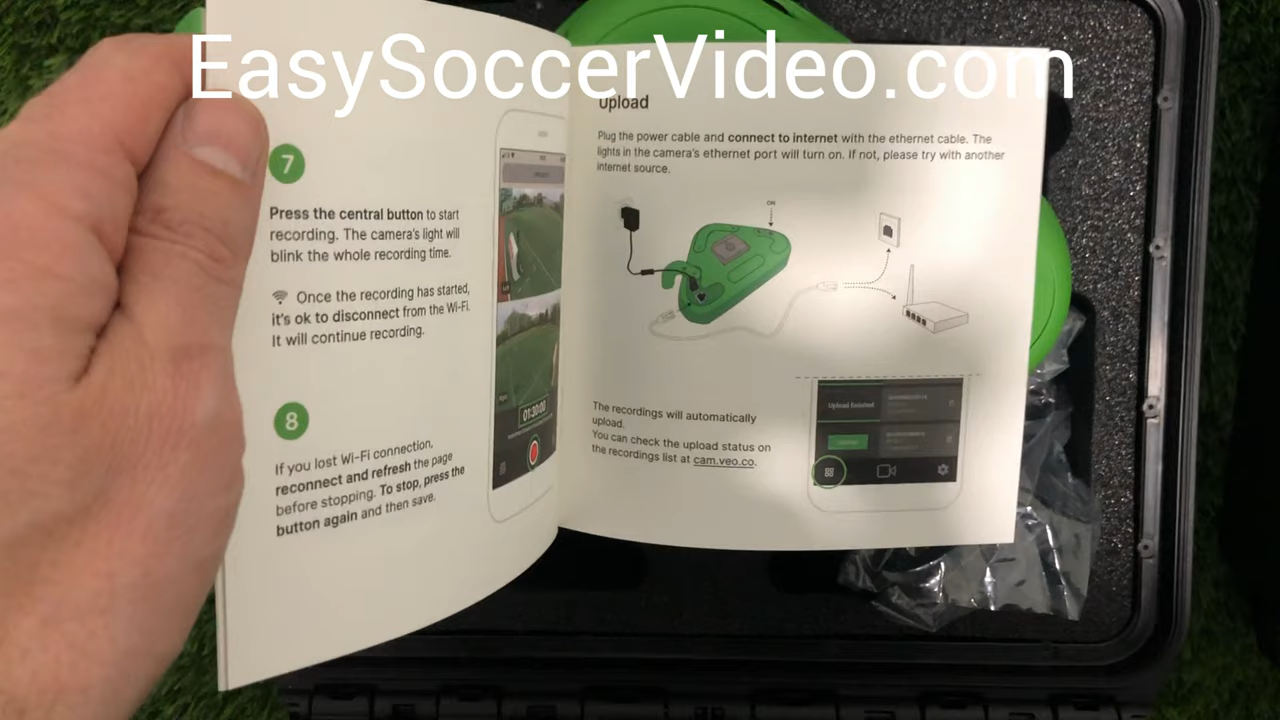 EasySoccerVideo.com
7
Press the central button to start
recording. The camera's light will
blink the whole recording time.
Once the recording has started,
it's ok to disconnect from the Wi-Fi.
It will continue recording.
8
If you lost Wi-Fi connection,
reconnect and refresh the page
before stopping. To stop, press the
button again and then save.
01:30:00
Upload
Plug the power cable and connect to internet with the ethernet cable. The
lights in the camera's ethernet port will turn on. If not, please try with another
internet source.
ON
The recordings will automatically
upload.
You can check the upload status on
the recordings list at cam.veo.co.